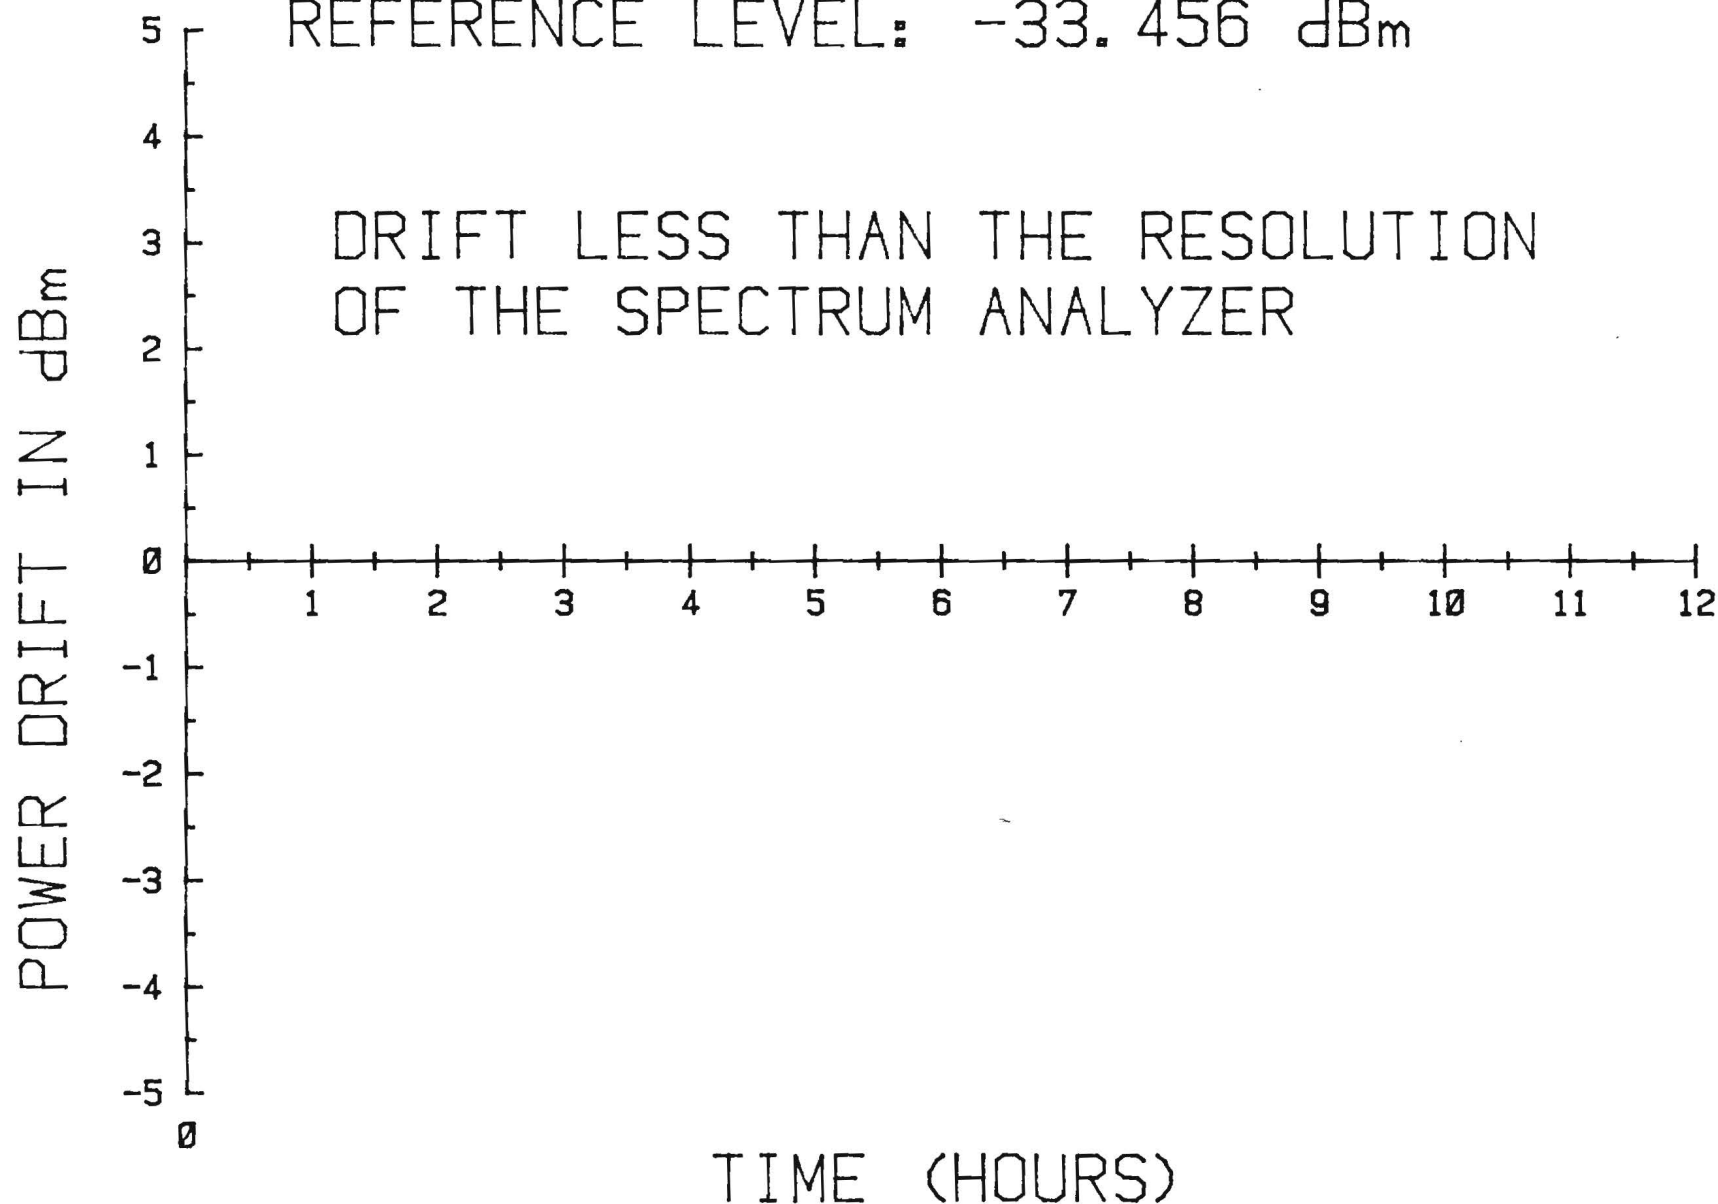 REFERENCE LEVEL: -33.456 dBm
5
4
DRIFT LESS THAN THE RESOLUTION
3
OF THE SPECTRUM ANALYZER
2
1
0
1 2 3 4 5 6 7 8 9 10 11 12
-1
-2
-3
-4
-5
0
POWER DRIFT IN dBm
TIME (HOURS)